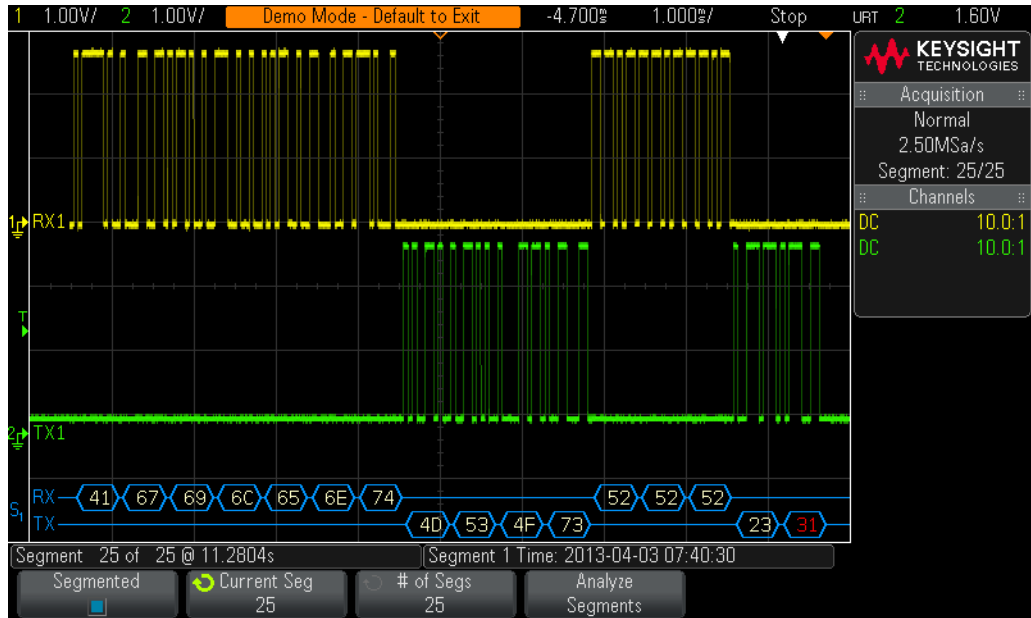 1 1.00V/ 2 1.00V/ Demo Mode - Default to Exit -4.700ms 1.000ms/ Stop URT 2 1.60V
KEYSIGHT
TECHNOLOGIES
Acquisition
Normal
2.50MSa/s
Segment: 25/25
Channels
DC 10.0:1
DC 10.0:1
1 RX1
T
2 TX1
S1
RX 41 67 69 6C 65 6E 74 52 52 52
TX 4D 53 4F 73 23 31
Segment 25 of 25 @ 11.2804s Segment 1 Time: 2013-04-03 07:40:30
Segmented Current Seg # of Segs Analyze
25 25 Segments